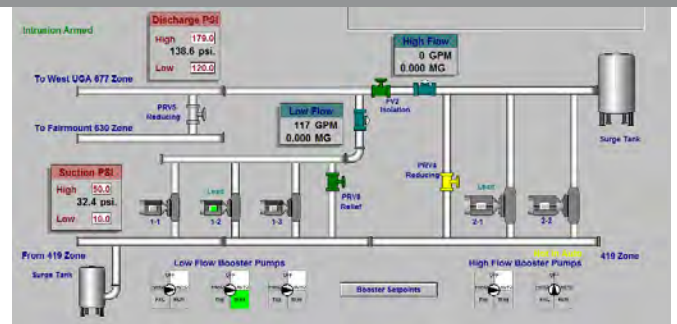 Intrusion Armed
Discharge PSI
High 179.0
138.6 psi.
Low 120.0
High Flow
0 GPM
0.000 MG
To West UGA 677 Zone
PRV5
Reducing
FV2
Isolation
Low Flow
117 GPM
0.000 MG
To Fairmount 630 Zone
Surge Tank
Suction PSI
High 50.0
32.4 psi.
Low 10.0
Lead
PRV4
Reducing
Lead
PRV8
Relief
1-1
1-2
1-3
2-1
2-2
From 419 Zone
419 Zone
Surge Tank
Low Flow Booster Pumps
High Flow Booster Pumps
Booster Setpoints